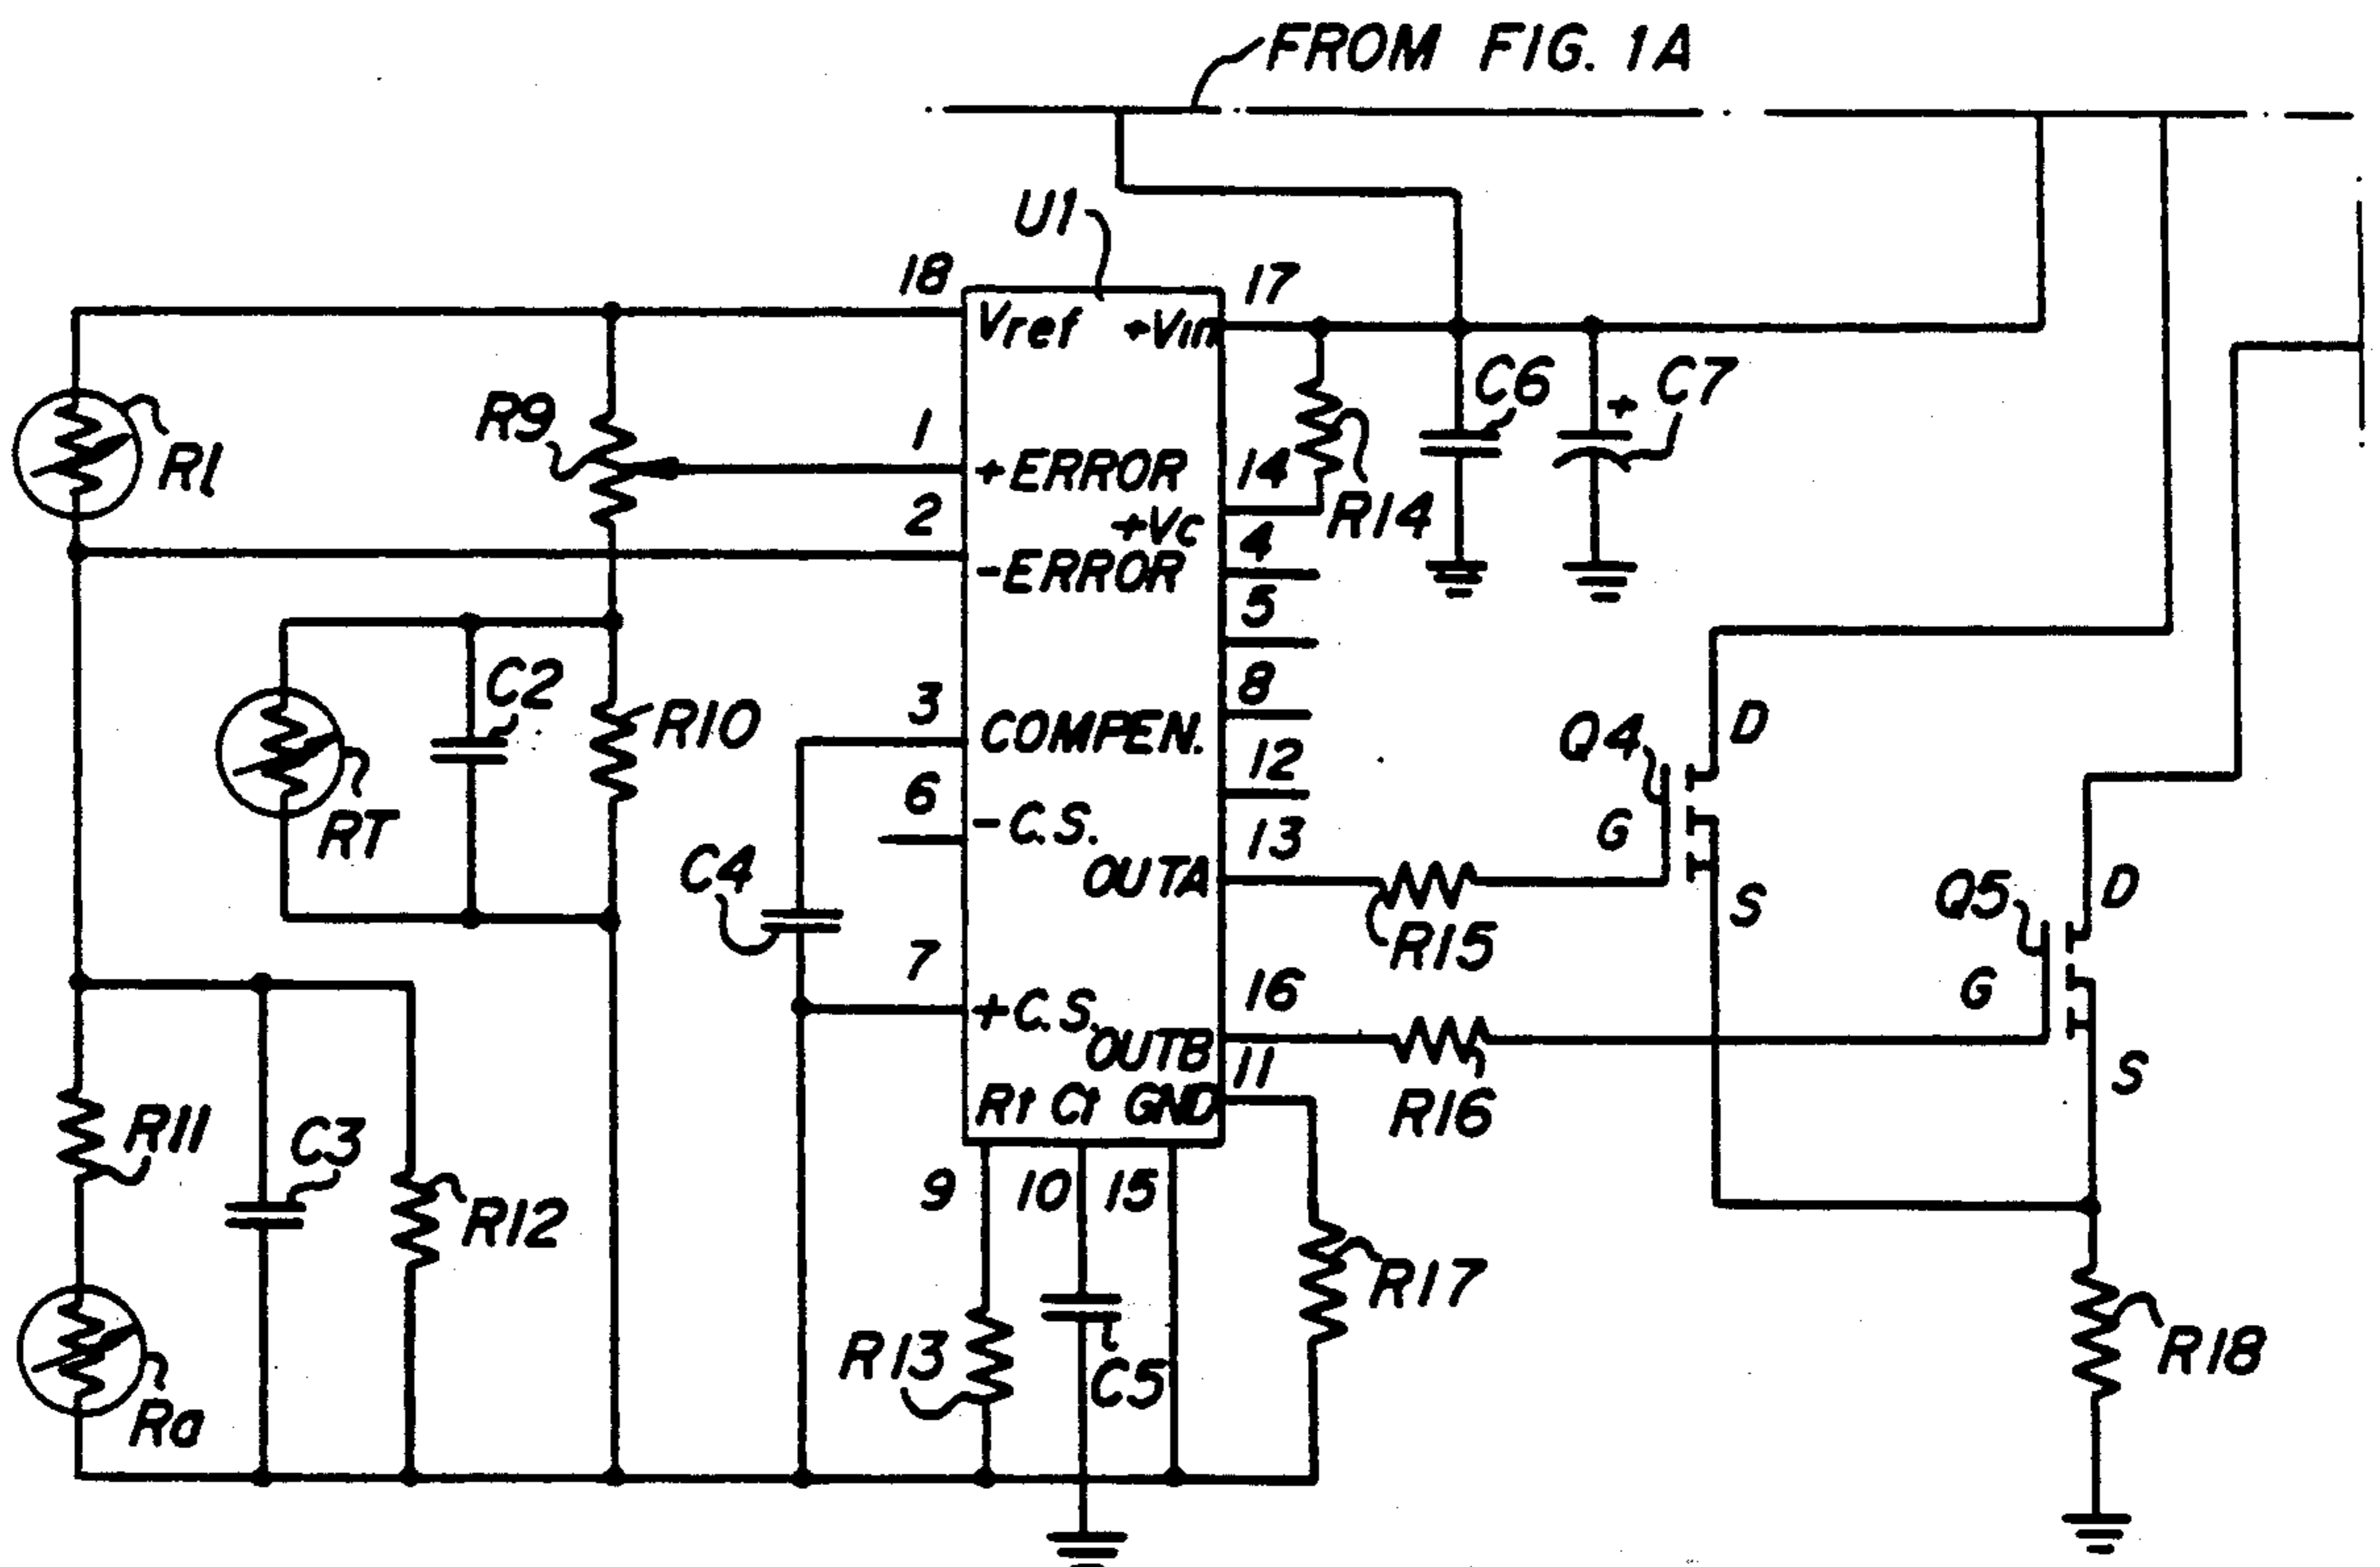 FROM FIG. 1A
U1
18
17
Vref +Vin
R1
R9
1
+ERROR
14
C6
+
C7
2
+Vc
R14
-ERROR
4
5
C2
R10
8
3
COMPEN.
12
Q4
D
RT
6
-C.S.
13
G
C4
OUTA
R15
S
Q5
D
7
+C.S.
16
G
OUTB
11
R16
S
Rt Ct GND
R11
C3
R12
9
10
15
R17
R13
C5
R18
Ra